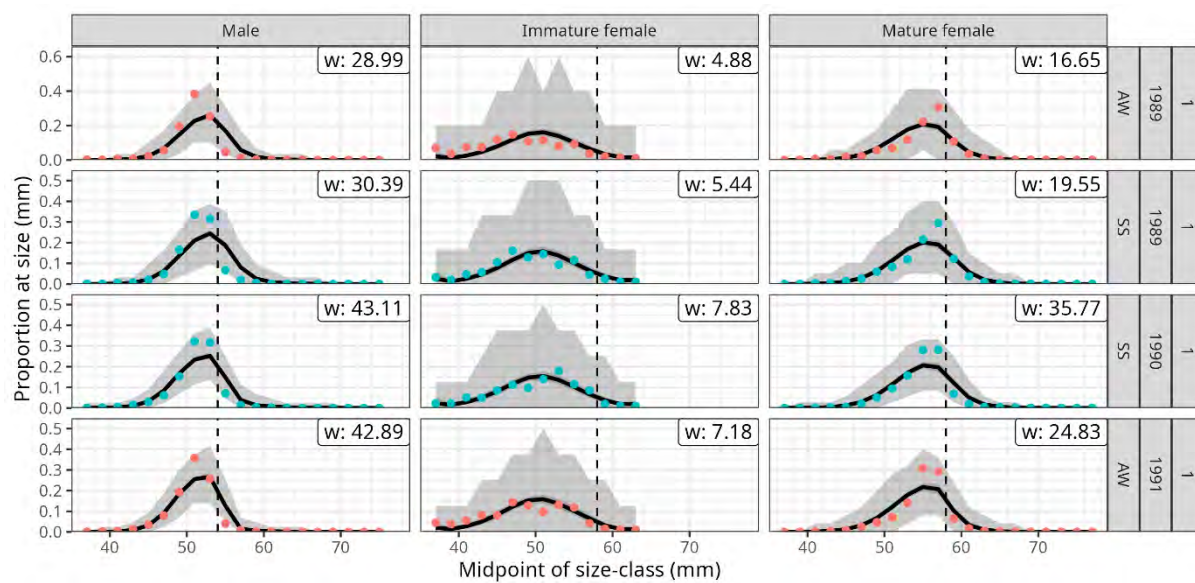 Male Immature female Mature female
0.6
0.4
0.2
0.0
w: 28.99 w: 4.88 w: 16.65
AW 1989 1
0.5
0.4
0.3
0.2
0.1
0.0
w: 30.39 w: 5.44 w: 19.55
SS 1989 1
0.5
0.4
0.3
0.2
0.1
0.0
w: 43.11 w: 7.83 w: 35.77
SS 1990 1
0.5
0.4
0.3
0.2
0.1
0.0
w: 42.89 w: 7.18 w: 24.83
AW 1991 1
Proportion at size (mm)
40 50 60 70 40 50 60 70 40 50 60 70
Midpoint of size-class (mm)